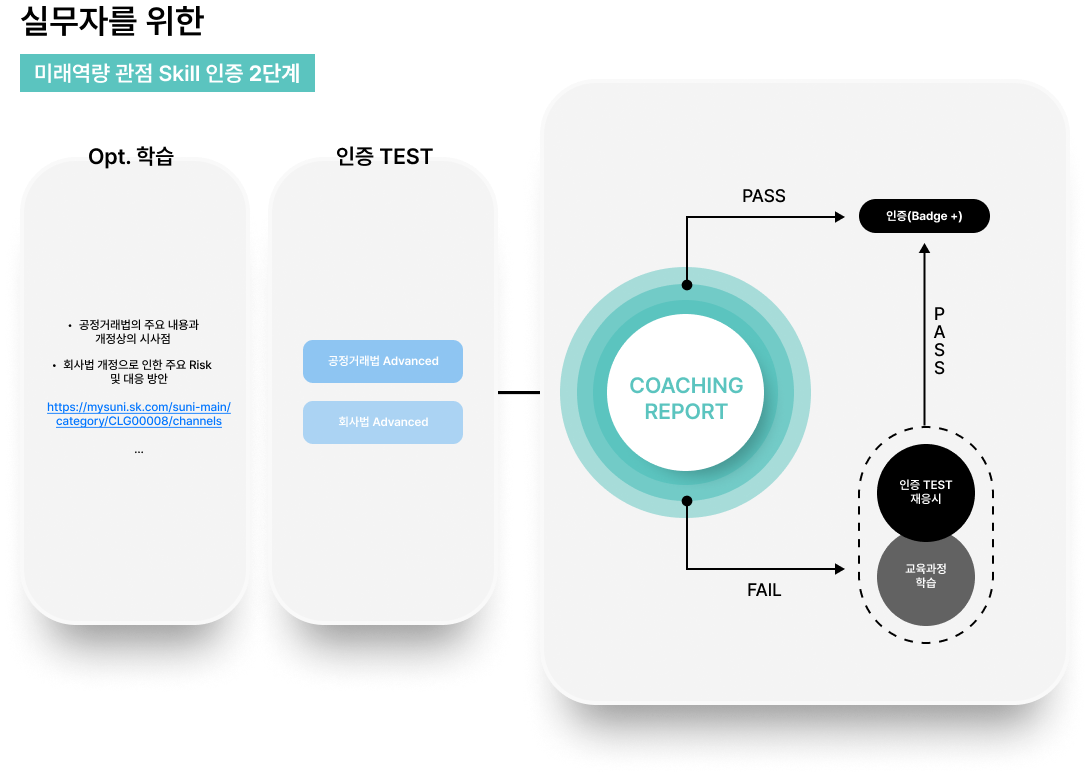 실무자를 위한
미래역량 관점 Skill 인증 2단계
Opt. 학습
• 공정거래법의 주요 내용과
개정상의 시사점
• 회사법 개정으로 인한 주요 Risk
및 대응 방안
https://mysuni.sk.com/suni-main/
category/CLG00008/channels
...
인증 TEST
공정거래법 Advanced
회사법 Advanced
COACHING
REPORT
PASS
인증(Badge +)
P
A
S
S
FAIL
인증 TEST
재응시
교육과정
학습